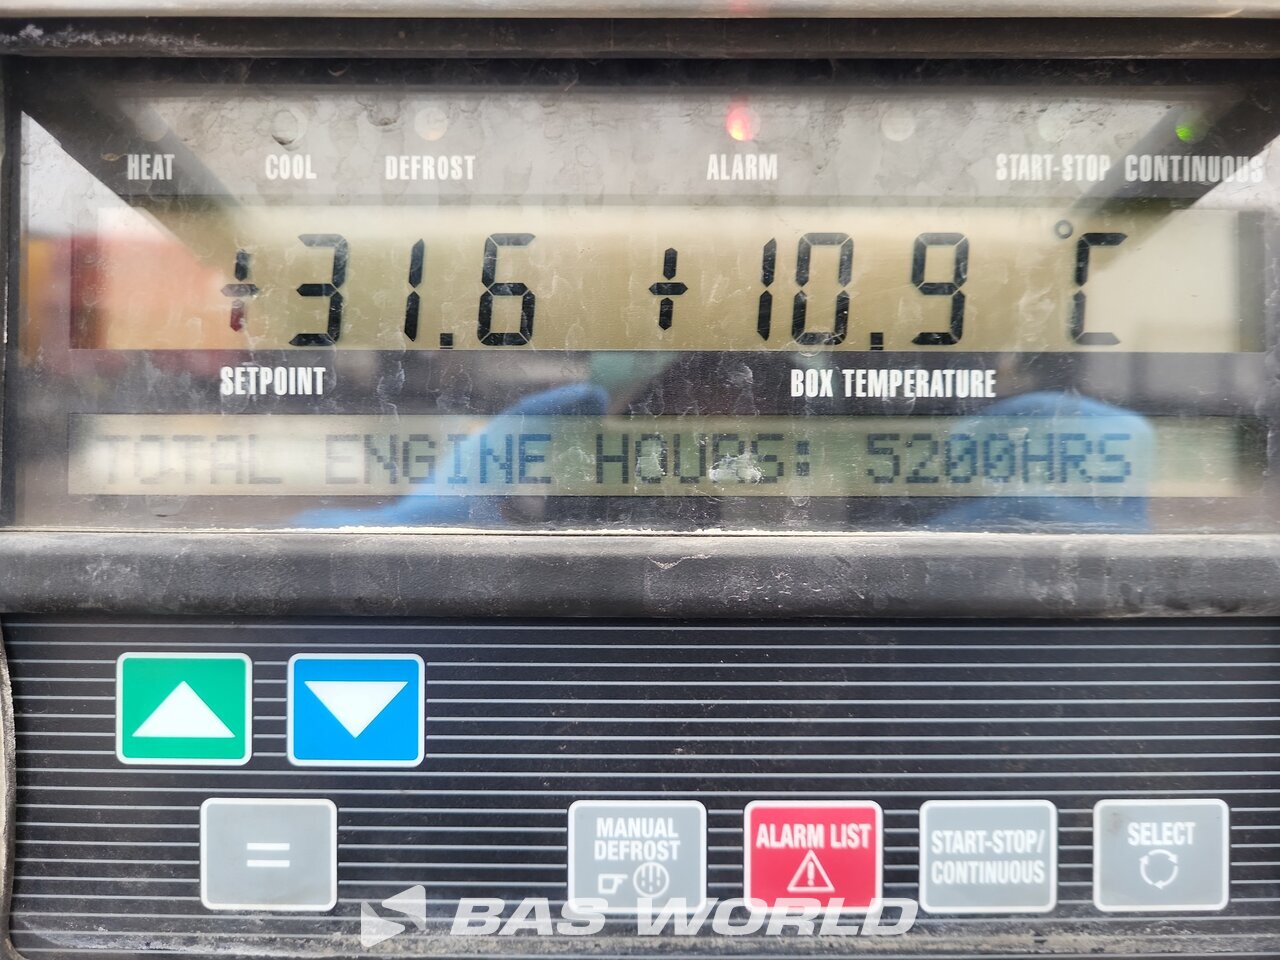 HEAT COOL DEFROST ALARM START-STOP CONTINUOUS
+31.6 +10.9 °C
SETPOINT BOX TEMPERATURE
TOTAL ENGINE HOURS: 5200HRS
=
MANUAL
DEFROST
ALARM LIST
START-STOP/
CONTINUOUS
SELECT
BAS WORLD